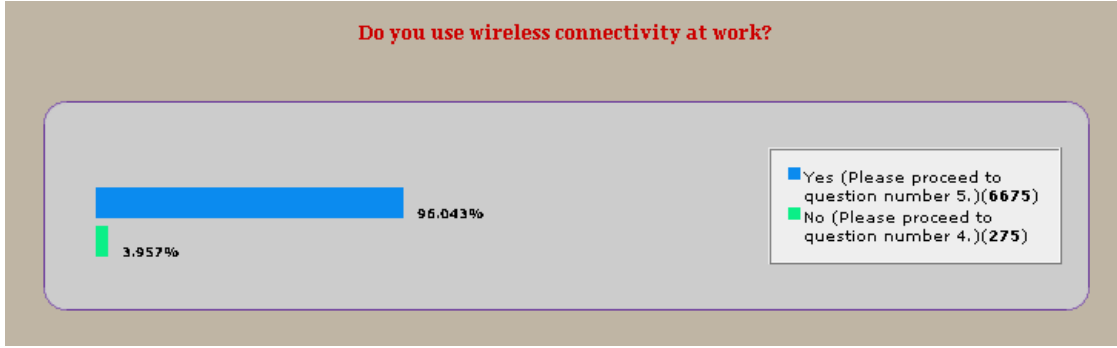 Do you use wireless connectivity at work?
96.043%
3.957%
Yes (Please proceed to
question number 5.)(6675)
No (Please proceed to
question number 4.)(275)